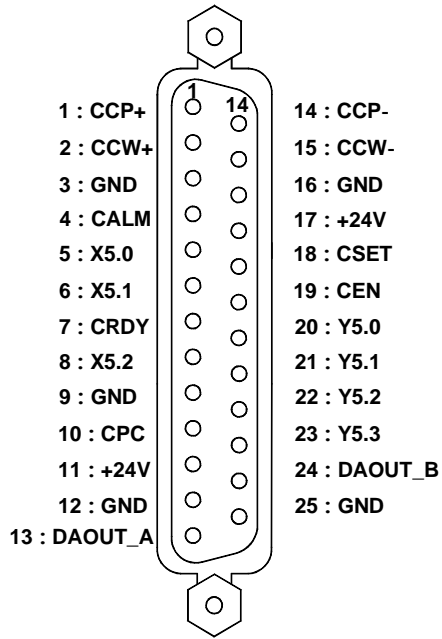 1 14
1 : CCP+
2 : CCW+
3 : GND
4 : CALM
5 : X5.0
6 : X5.1
7 : CRDY
8 : X5.2
9 : GND
10 : CPC
11 : +24V
12 : GND
13 : DAOUT_A
14 : CCP-
15 : CCW-
16 : GND
17 : +24V
18 : CSET
19 : CEN
20 : Y5.0
21 : Y5.1
22 : Y5.2
23 : Y5.3
24 : DAOUT_B
25 : GND